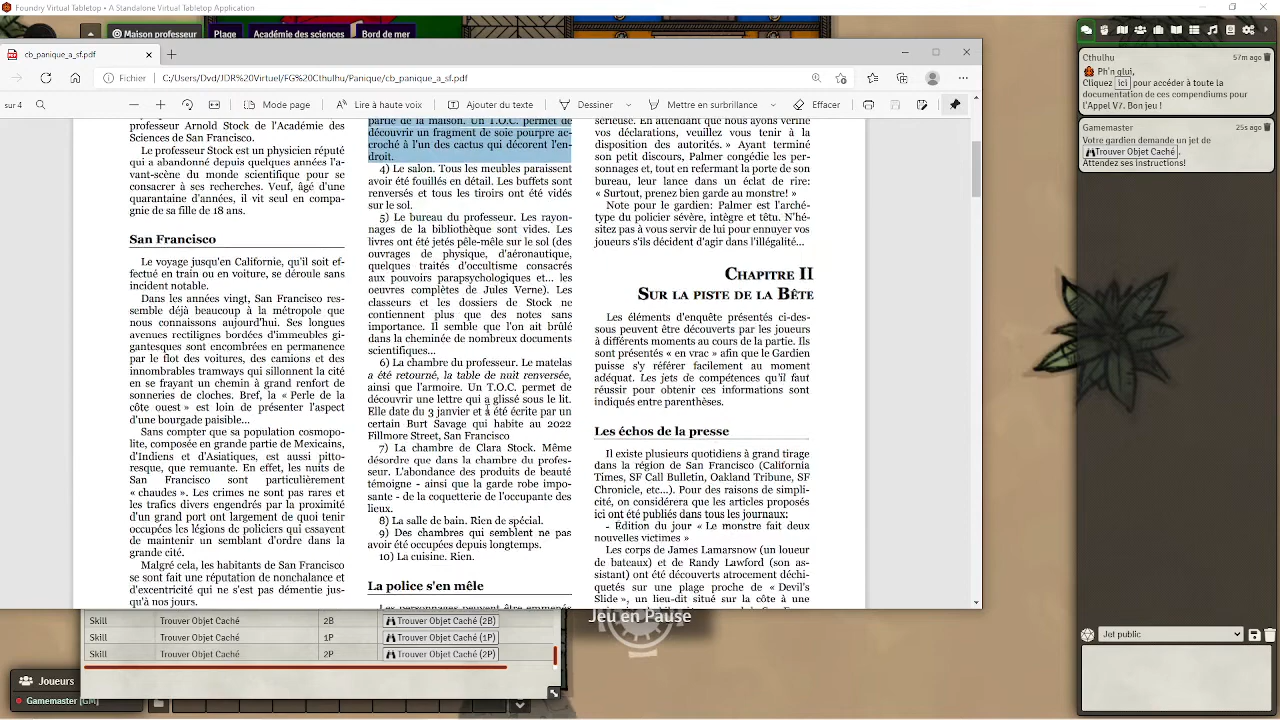 Foundry Virtual Tabletop • A Standalone Virtual Tabletop Application
Maison professeur
Plage
Académie des sciences
Bord de mer
cb_panique_a_sf.pdf
Fichier
C:/Users/Dvd/JDR%20Virtuel/FG%20Cthulhu/Panique/cb_panique_a_sf.pdf
sur 4
Mode page
Lire à haute voix
Ajouter du texte
Dessiner
Mettre en surbrillance
Effacer
professeur Arnold Stock de l'Académie des
Sciences de San Francisco.
Le professeur Stock est un physicien réputé
qui a abandonné depuis quelques années l'a-
vant-scène du monde scientifique pour se
consacrer à ses recherches. Veuf, âgé d'une
quarantaine d'années, il vit seul en compa-
gnie de sa fille de 18 ans.
San Francisco
Le voyage jusqu'en Californie, qu'il soit ef-
fectué en train ou en voiture, se déroule sans
incident notable.
Dans les années vingt, San Francisco res-
semble déjà beaucoup à la métropole que
nous connaissons aujourd'hui. Ses longues
avenues rectilignes bordées d'immeubles gi-
gantesques sont encombrées en permanence
par le flot des voitures, des camions et des
innombrables tramways qui sillonnent la cité
en se frayant un chemin à grand renfort de
sonneries de cloches. Bref, la « Perle de la
côte ouest » est loin de présenter l'aspect
d'une bourgade paisible...
Sans compter que sa population cosmopo-
lite, composée en grande partie de Mexicains,
d'Indiens et d'Asiatiques, est aussi pitto-
resque, que remuante. En effet, les nuits de
San Francisco sont particulièrement
« chaudes ». Les crimes ne sont pas rares et
les trafics divers engendrés par la proximité
d'un grand port ont largement de quoi tenir
occupées les légions de policiers qui essayent
de maintenir un semblant d'ordre dans la
grande cité.
Malgré cela, les habitants de San Francisco
se sont fait une réputation de nonchalance et
d'excentricité qui ne s'est pas démentie jus-
qu'à nos jours.
partie de la maison. Un T.O.C. permet de
découvrir un fragment de soie pourpre ac-
croché à l'un des cactus qui décorent l'en-
droit.
4) Le salon. Tous les meubles paraissent
avoir été fouillés en détail. Les buffets sont
renversés et tous les tiroirs ont été vidés
sur le sol.
5) Le bureau du professeur. Les rayon-
nages de la bibliothèque sont vides. Les
livres ont été jetés pêle-mêle sur le sol (des
ouvrages de physique, d'aéronautique,
quelques traités d'occultisme consacrés
aux pouvoirs parapsychologiques et... les
oeuvres complètes de Jules Verne). Les
classeurs et les dossiers de Stock ne
contiennent plus que des notes sans
importance. Il semble que l'on ait brûlé
dans la cheminée de nombreux documents
scientifiques...
6) La chambre du professeur. Le matelas
a été retourné, la table de nuit renversée,
ainsi que l'armoire. Un T.O.C. permet de
découvrir une lettre qui a glissé sous le lit.
Elle date du 3 janvier et a été écrite par un
certain Burt Savage qui habite au 2022
Fillmore Street, San Francisco
7) La chambre de Clara Stock. Même
désordre que dans la chambre du profes-
seur. L'abondance des produits de beauté
témoigne - ainsi que la garde robe impo-
sante - de la coquetterie de l'occupante des
lieux.
8) La salle de bain. Rien de spécial.
9) Des chambres qui semblent ne pas
avoir été occupées depuis longtemps.
10) La cuisine. Rien.
La police s'en mêle
Les personnages peuvent être emmenés
sérieuse. En attendant que nous ayons vérifié
vos déclarations, veuillez vous tenir à la
disposition des autorités. » Ayant terminé
son petit discours, Palmer congédie les per-
sonnages et, tout en refermant la porte de son
bureau, leur lance dans un éclat de rire:
« Surtout, prenez bien garde au monstre! »
Note pour le gardien: Palmer est l'arché-
type du policier sévère, intègre et têtu. N'hé-
sitez pas à vous servir de lui pour ennuyer vos
joueurs s'ils décident d'agir dans l'illégalité...
Chapitre II
Sur la piste de la Bête
Les éléments d'enquête présentés ci-des-
sous peuvent être découverts par les joueurs
à différents moments au cours de la partie. Ils
sont présentés « en vrac » afin que le Gardien
puisse s'y référer facilement au moment
adéquat. Les jets de compétences qu'il faut
réussir pour obtenir ces informations sont
indiqués entre parenthèses.
Les échos de la presse
Il existe plusieurs quotidiens à grand tirage
dans la région de San Francisco (California
Times, SF Call Bulletin, Oakland Tribune, SF
Chronicle, etc...). Pour des raisons de simpli-
cité, on considérera que les articles proposés
ici ont été publiés dans tous les journaux:
- Edition du jour « Le monstre fait deux
nouvelles victimes »
Les corps de James Lamarsnow (un loueur
de bateaux) et de Randy Lawford (son as-
sistant) ont été découverts atrocement déchi-
quetés sur une plage proche de « Devil's
Slide », un lieu-dit situé sur la côte à une
Skill Trouver Objet Caché 2B Trouver Objet Caché (2B)
Skill Trouver Objet Caché 1P Trouver Objet Caché (1P)
Skill Trouver Objet Caché 2P Trouver Objet Caché (2P)
Jeu en Pause
Joueurs
Gamemaster [GM]
Cthulhu 57m ago
Ph'n glui,
Cliquez ici pour accéder à toute la
documentation de ces compendiums pour
l'Appel V7. Bon jeu !
Gamemaster 25s ago
Votre gardien demande un jet de
Trouver Objet Caché.
Attendez ses instructions!
Jet public